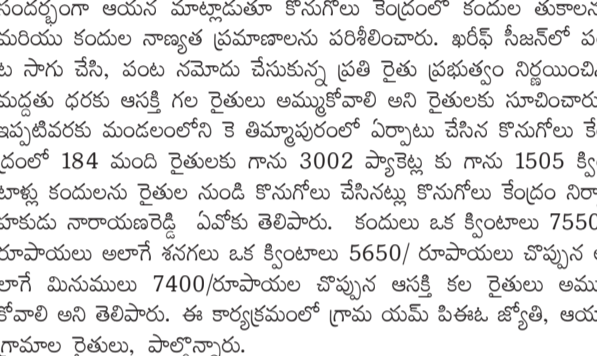 సందర్భంగా ఆయన మాట్లాడుతూ కొనుగోలు కేంద్రంలో కందుల తూకాలన
మరియు కందుల నాణ్యత ప్రమాణాలను పరిశీలించారు. ఖరీఫ్ సీజన్‌లో ప
ట సాగు చేసి, పంట నమోదు చేసుకున్న ప్రతి రైతు ప్రభుత్వం నిర్ణయించి
మద్దతు ధరకు ఆసక్తి గల రైతులు అమ్ముకోవాలి అని రైతులకు సూచించారు
ఇప్పటివరకు మండలంలోని కె తిమ్మాపురంలో ఏర్పాటు చేసిన కొనుగోలు కే
ద్రంలో 184 మంది రైతులకు గాను 3002 ప్యాకెట్ల కు గాను 1505 క్వి
టాళ్లు కందులను రైతుల నుండి కొనుగోలు చేసినట్లు కొనుగోలు కేంద్రం నిర్వా
హకుడు నారాయణరెడ్డి ఏవోకు తెలిపారు. కందులు ఒక క్వింటాలు 7550
రూపాయలు అలాగే శనగలు ఒక క్వింటాలు 5650/ రూపాయలు చొప్పున
లాగే మినుములు 7400/రూపాయల చొప్పున ఆసక్తి కల రైతులు అము
కోవాలి అని తెలిపారు. ఈ కార్యక్రమంలో గ్రామ యమ్ పిఈఓ జ్యోతి, ఆయ
గ్రామాల రైతులు, పాల్గొన్నారు.